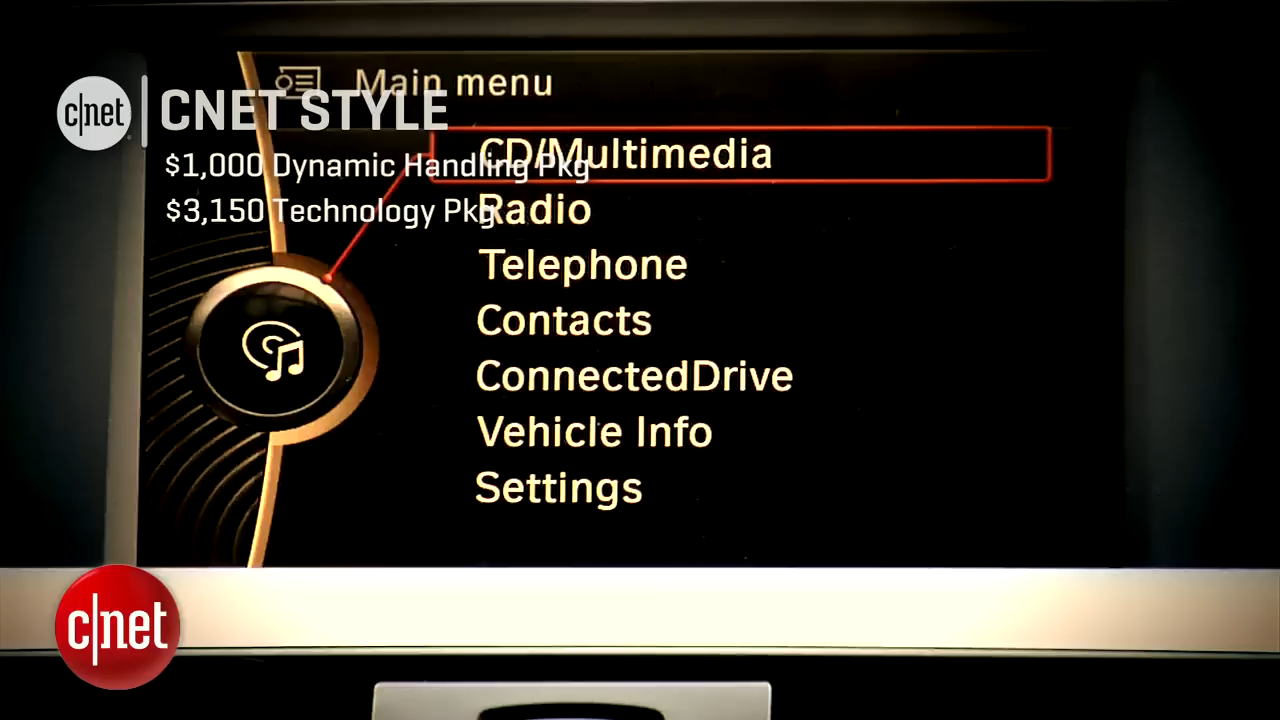 Main menu
c|net
CNET STYLE
$1,000 Dynamic Handling Pkg
$3,150 Technology Pkg
CD/Multimedia
Radio
Telephone
Contacts
ConnectedDrive
Vehicle Info
Settings
c|net